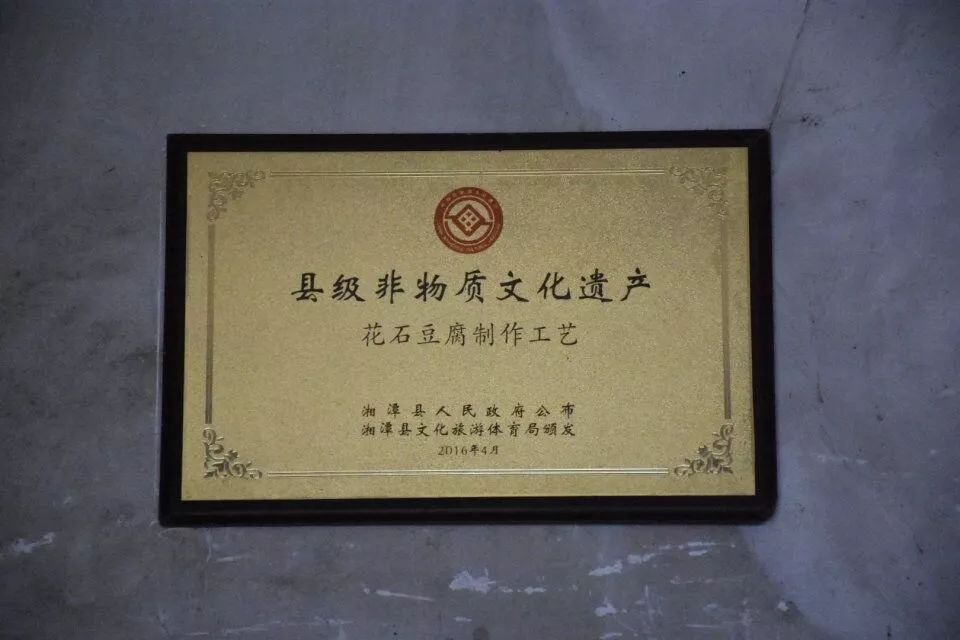 县级非物质文化遗产
花石豆腐制作工艺
湘潭县人民政府公布
湘潭县文化旅游体育局颁发
2016年4月